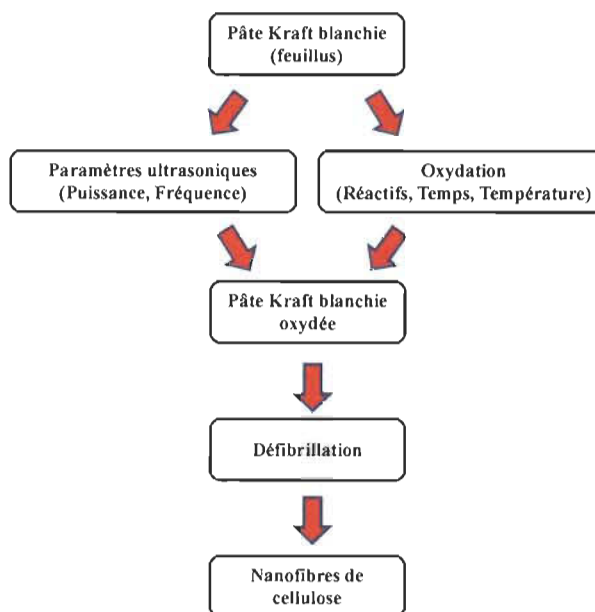 Pâte Kraft blanchie
(feuillus)
Paramètres ultrasoniques
(Puissance, Fréquence)
Oxydation
(Réactifs, Temps, Température)
Pâte Kraft blanchie
oxydée
Défibrillation
Nanofibres de
cellulose